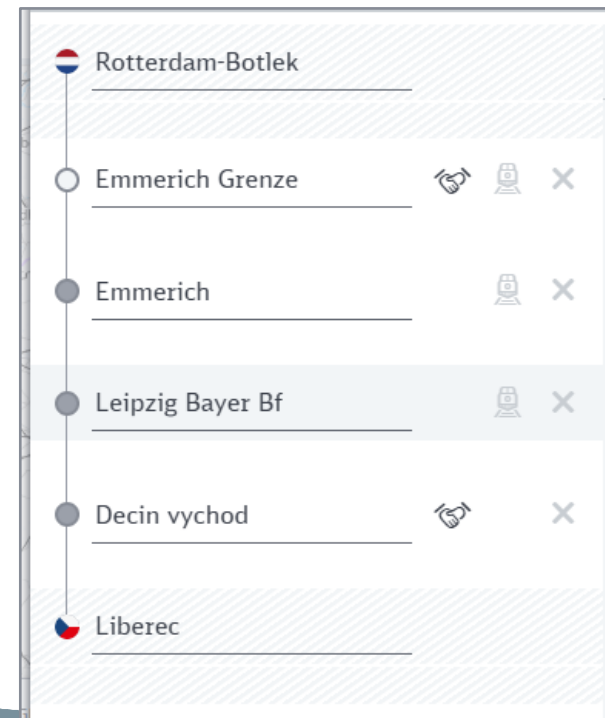 Rotterdam-Botlek
Emmerich Grenze
Emmerich
Leipzig Bayer Bf
Decin vychod
Liberec